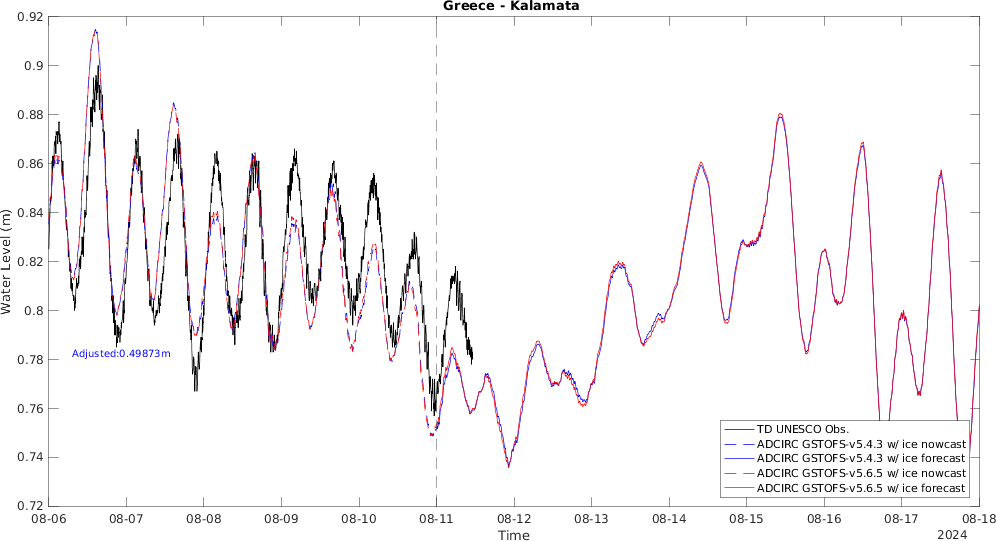 Greece - Kalamata
0.92
0.9
0.88
0.86
0.84
0.82
0.8
0.78
0.76
0.74
0.72
Water Level (m)
Adjusted:0.49873m
TD UNESCO Obs.
ADCIRC GSTOFS-v5.4.3 w/ ice nowcast
ADCIRC GSTOFS-v5.4.3 w/ ice forecast
ADCIRC GSTOFS-v5.6.5 w/ ice nowcast
ADCIRC GSTOFS-v5.6.5 w/ ice forecast
08-06 08-07 08-08 08-09 08-10 08-11 08-12 08-13 08-14 08-15 08-16 08-17 08-18
Time
2024